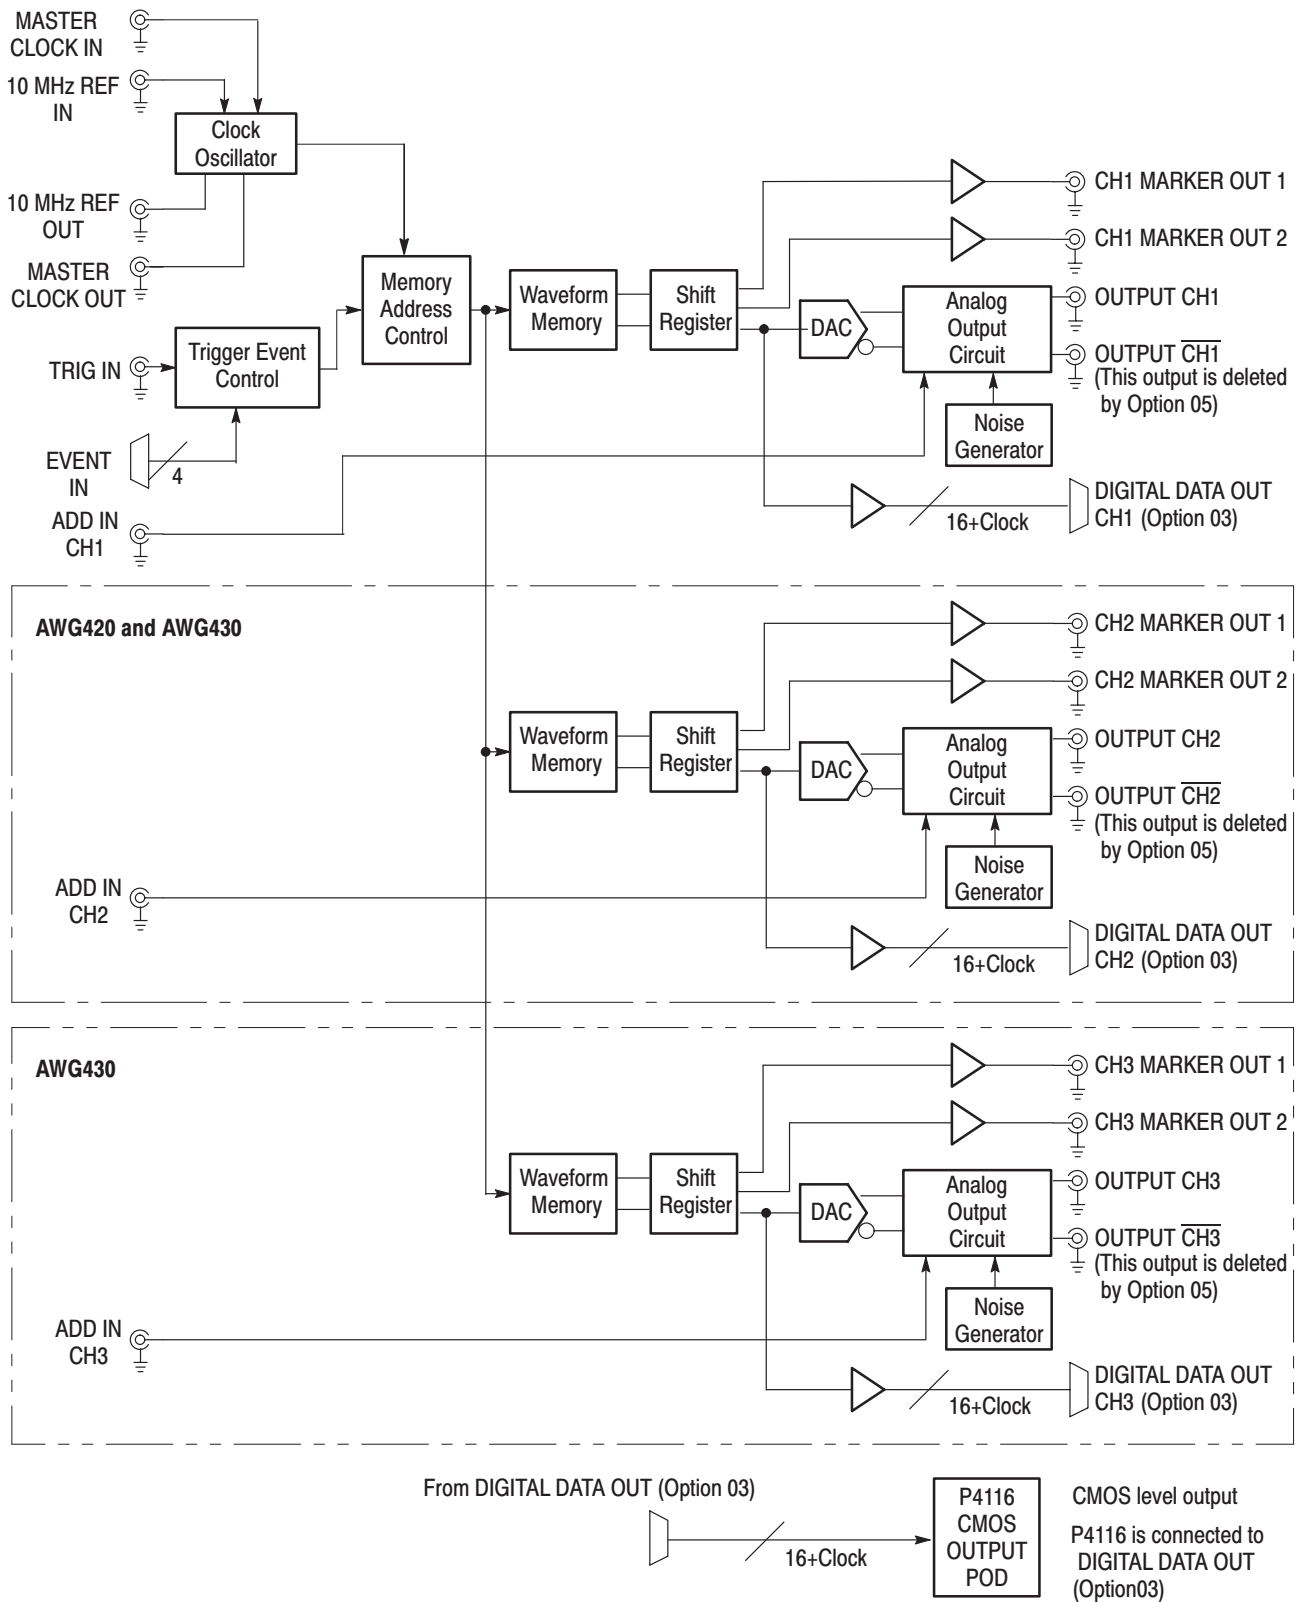 MASTER
CLOCK IN
10 MHz REF
IN
Clock
Oscillator
10 MHz REF
OUT
MASTER
CLOCK OUT
TRIG IN
Trigger Event
Control
EVENT
IN
4
ADD IN
CH1
Memory
Address
Control
Waveform
Memory
Shift
Register
DAC
Analog
Output
Circuit
Noise
Generator
16+Clock
CH1 MARKER OUT 1
CH1 MARKER OUT 2
OUTPUT CH1
OUTPUT C̅H̅1̅
(This output is deleted
by Option 05)
DIGITAL DATA OUT
CH1 (Option 03)
AWG420 and AWG430
ADD IN
CH2
Waveform
Memory
Shift
Register
DAC
Analog
Output
Circuit
Noise
Generator
16+Clock
CH2 MARKER OUT 1
CH2 MARKER OUT 2
OUTPUT CH2
OUTPUT C̅H̅2̅
(This output is deleted
by Option 05)
DIGITAL DATA OUT
CH2 (Option 03)
AWG430
ADD IN
CH3
Waveform
Memory
Shift
Register
DAC
Analog
Output
Circuit
Noise
Generator
16+Clock
CH3 MARKER OUT 1
CH3 MARKER OUT 2
OUTPUT CH3
OUTPUT C̅H̅3̅
(This output is deleted
by Option 05)
DIGITAL DATA OUT
CH3 (Option 03)
From DIGITAL DATA OUT (Option 03)
16+Clock
P4116
CMOS
OUTPUT
POD
CMOS level output
P4116 is connected to
DIGITAL DATA OUT
(Option03)